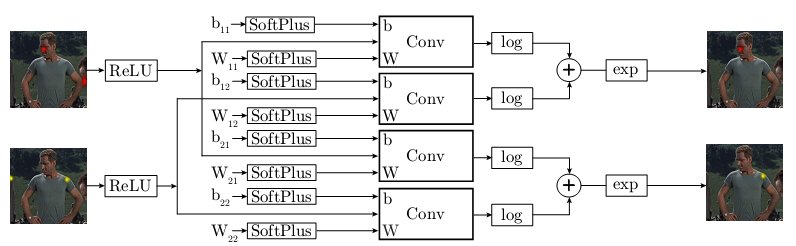 b11 SoftPlus b
W11 SoftPlus W Conv log
ReLU
b12 SoftPlus b + exp
W12 SoftPlus W Conv log
b21 SoftPlus b
W21 SoftPlus W Conv log
ReLU
b22 SoftPlus b + exp
W22 SoftPlus W Conv log